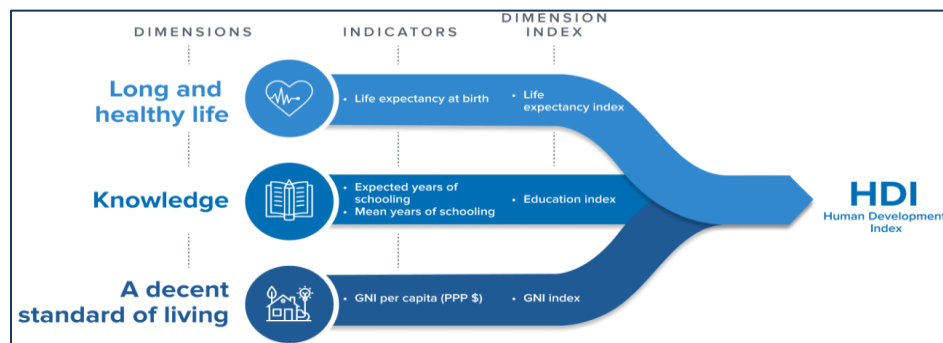 DIMENSIONS
INDICATORS
DIMENSION
INDEX
Long and
healthy life
• Life expectancy at birth
• Life
expectancy index
Knowledge
• Expected years of
schooling
• Mean years of schooling
• Education index
HDI
Human Development
Index
A decent
standard of living
• GNI per capita (PPP $)
• GNI index